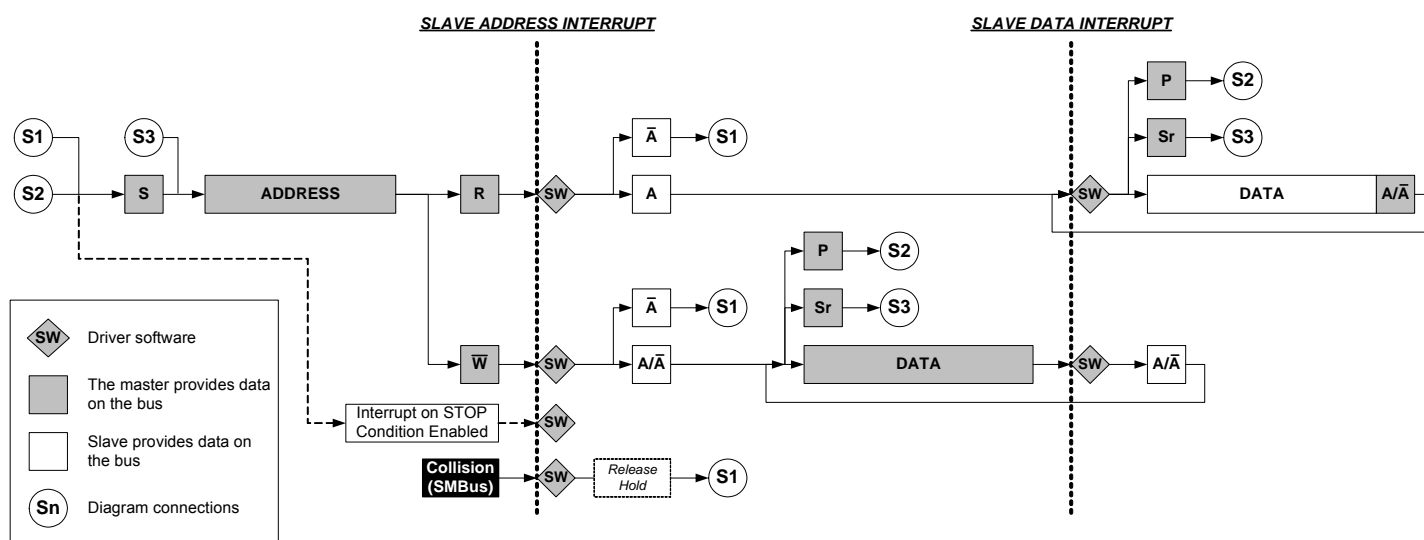 SLAVE ADDRESS INTERRUPT
SLAVE DATA INTERRUPT
P
S2
S1
S3
A̅
S1
Sr
S3
S2
S
ADDRESS
R
SW
A
SW
DATA
A/A̅
P
S2
A̅
S1
Sr
S3
W̅
SW
A/A̅
DATA
SW
A/A̅
Interrupt on STOP
Condition Enabled
SW
Collision
(SMBus)
SW
Release
Hold
S1
SW
Driver software
The master provides data
on the bus
Slave provides data on
the bus
Sn
Diagram connections